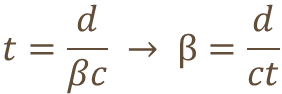 t = d/βc → β = d/ct